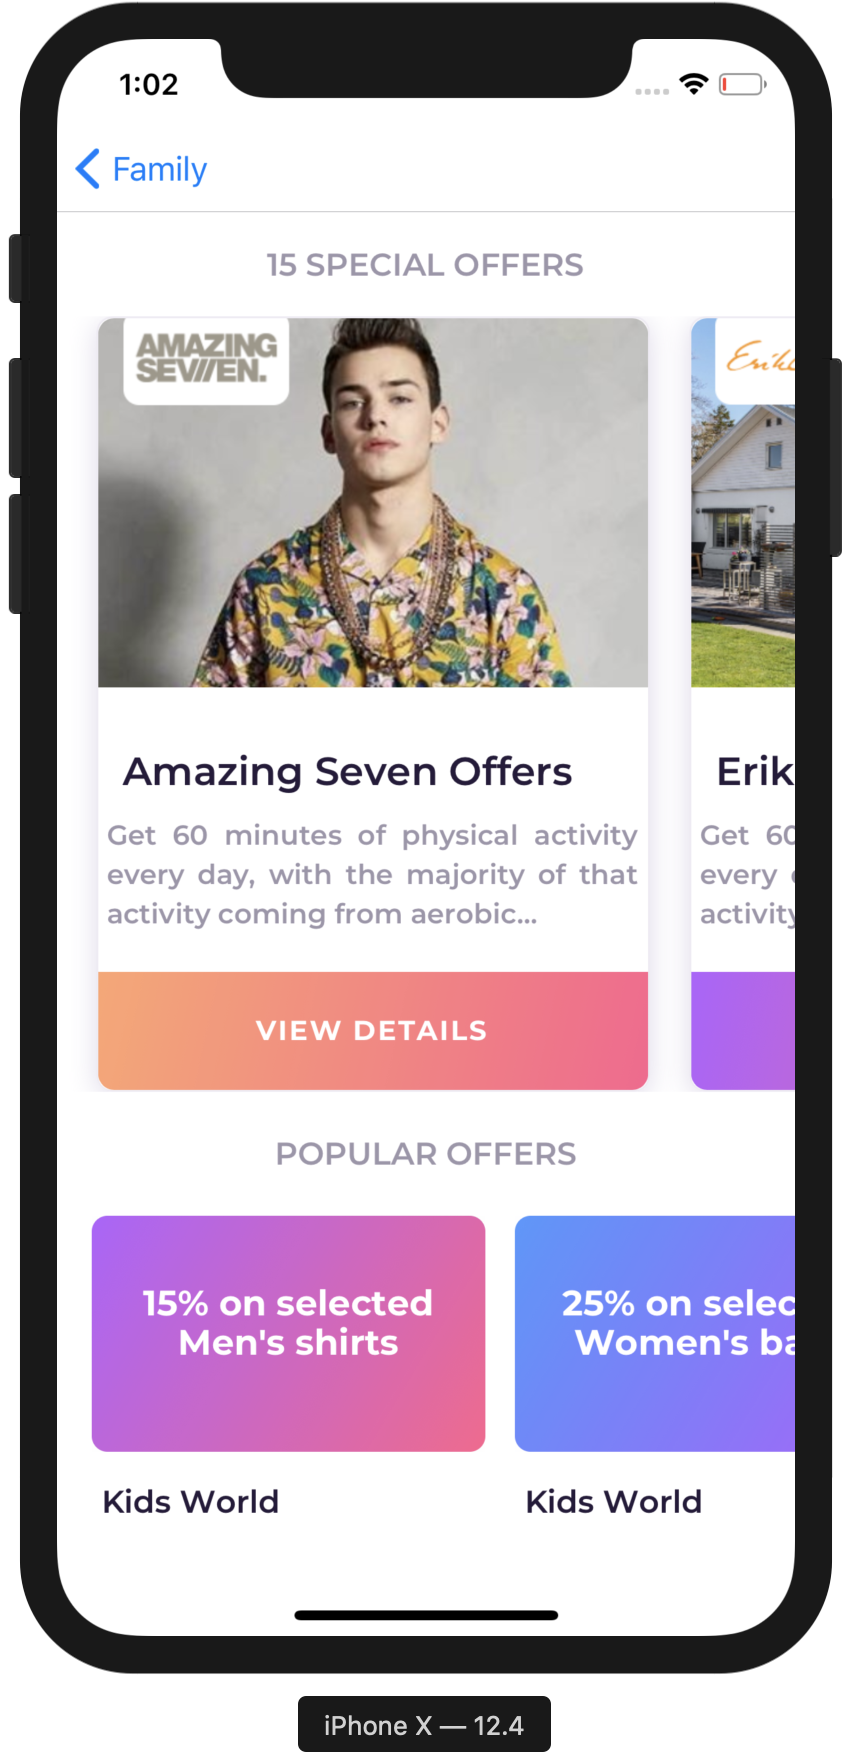 1:02
Family
15 SPECIAL OFFERS
AMAZING
SEV//EN.
Amazing Seven Offers
Erik
Get 60 minutes of physical activity
every day, with the majority of that
activity coming from aerobic...
Get 60
every
activity
VIEW DETAILS
POPULAR OFFERS
15% on selected
Men's shirts
25% on selec
Women's ba
Kids World
Kids World
iPhone X — 12.4